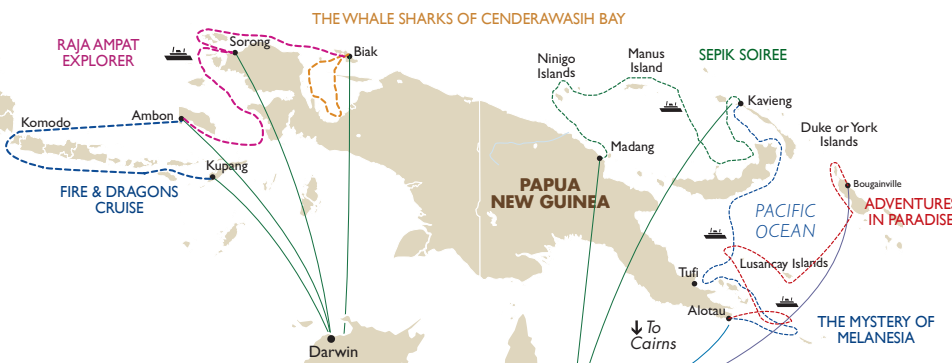 THE WHALE SHARKS OF CENDERAWASIH BAY
RAJA AMPAT
EXPLORER
Sorong
Biak
Ninigo
Islands
Manus
Island
SEPIK SOIREE
Kavieng
Komodo
Ambon
Duke or York
Islands
Madang
Kupang
FIRE & DRAGONS
CRUISE
PAPUA
NEW GUINEA
Bougainville
ADVENTURES
IN PARADISE
PACIFIC
OCEAN
Lusancay Islands
Tufi
Alotau
To
Cairns
THE MYSTERY OF
MELANESIA
Darwin